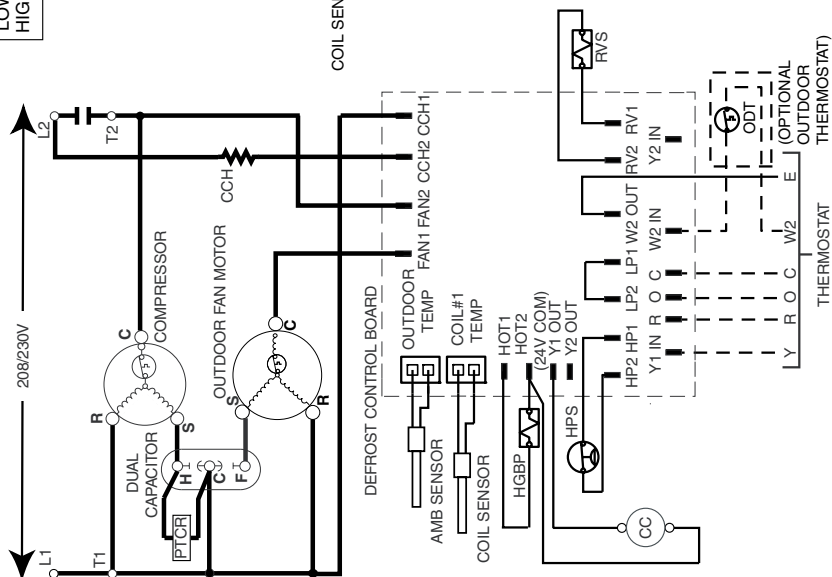 LOW
HIG
COIL SEN
208/230V
L2
T2
L1
T1
CCH
COMPRESSOR
C
R
S
OUTDOOR FAN MOTOR
C
S
R
DUAL
CAPACITOR
H
C
F
PTCR
DEFROST CONTROL BOARD
FAN1 FAN2 CCH2 CCH1
OUTDOOR
TEMP
COIL#1
TEMP
AMB SENSOR
COIL SENSOR
HOT1
HOT2
(24V COM)
Y1 OUT
Y2 OUT
HGBP
HPS
CC
RVS
HP2 HP1 LP2 LP1 W2 OUT RV2 RV1
Y1 IN R O C W2 IN Y2 IN
ODT
(OPTIONAL
OUTDOOR
THERMOSTAT)
Y R O C W2 E
THERMOSTAT